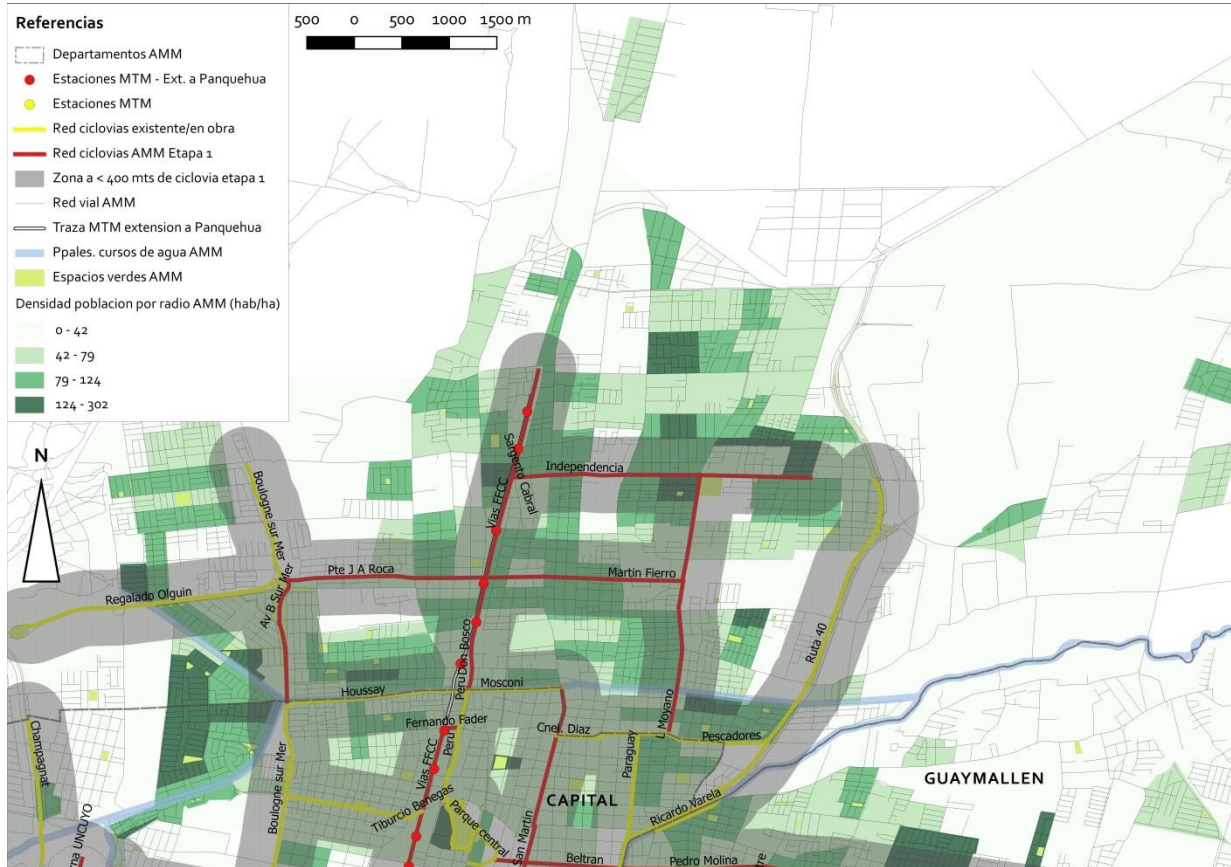 Referencias
Departamentos AMM
Estaciones MTM - Ext. a Panquehua
Estaciones MTM
Red ciclovias existente/en obra
Red ciclovias AMM Etapa 1
Zona a < 400 mts de ciclovia etapa 1
Red vial AMM
Traza MTM extension a Panquehua
Ppales. cursos de agua AMM
Espacios verdes AMM
Densidad poblacion por radio AMM (hab/ha)
0 - 42
42 - 79
79 - 124
124 - 302
500 0 500 1000 1500 m
N
Sargento Cabral
Independencia
Boulogne sur Mer
Vias FFCC
Pte J A Roca
Martin Fierro
Regalado Olguin
Av B Sur Mer
Ruta 40
Peru Don Bosco
Houssay
Mosconi
L Moyano
Champagnat
Fernando Fader
Peru
Cnel. Diaz
Paraguay
Pescadores
Vias FFCC
Boulogne sur Mer
Tiburcio Benegas
Parque central
CAPITAL
GUAYMALLEN
Ricardo Varela
San Martin
ma UNCUYO
Beltran
Pedro Molina